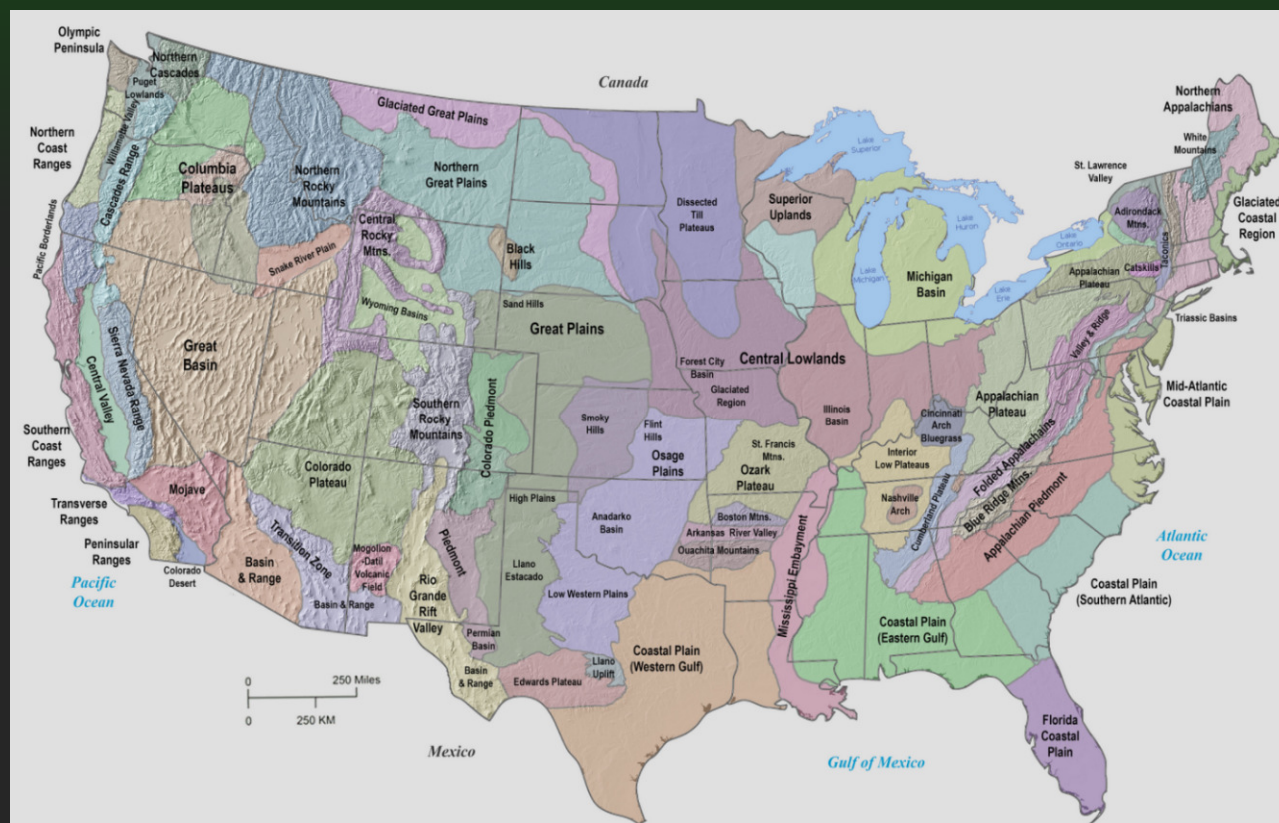 Olympic
Peninsula
Northern
Cascades
Puget
Lowlands
Willamette Valley
Northern
Coast
Ranges
Cascades Range
Columbia
Plateaus
Pacific Borderlands
Canada
Glaciated Great Plains
Northern
Rocky
Mountains
Northern
Great Plains
Central
Rocky
Mtns.
Snake River Plain
Black
Hills
Wyoming Basins
Sand Hills
Great Plains
Dissected
Till
Plateaus
Superior
Uplands
Lake
Superior
Lake
Michigan
Lake
Huron
Michigan
Basin
Lake
Erie
Lake
Ontario
Northern
Appalachians
White
Mountains
St. Lawrence
Valley
Adirondack
Mtns.
Taconics
Glaciated
Coastal
Region
Catskills
Appalachian
Plateau
Triassic Basins
Valley & Ridge
Mid-Atlantic
Coastal Plain
Great
Basin
Sierra Nevada Range
Central Valley
Southern
Coast
Ranges
Transverse
Ranges
Peninsular
Ranges
Pacific
Ocean
Colorado
Desert
Mojave
Basin
& Range
Transition Zone
Colorado
Plateau
Mogollon
-Datil
Volcanic
Field
Basin & Range
Southern
Rocky
Mountains
Colorado Piedmont
Piedmont
Rio
Grande
Rift
Valley
Permian
Basin
Basin
& Range
High Plains
Llano
Estacado
Smoky
Hills
Flint
Hills
Osage
Plains
Anadarko
Basin
Low Western Plains
Llano
Uplift
Edwards Plateau
Forest City
Basin
Glaciated
Region
Central Lowlands
Illinois
Basin
St. Francis
Mtns.
Ozark
Plateau
Boston Mtns.
Arkansas River Valley
Ouachita Mountains
Mississippi Embayment
Cincinnati
Arch
Bluegrass
Interior
Low Plateaus
Nashville
Arch
Cumberland Plateau
Appalachian
Plateau
Folded Appalachains
Blue Ridge Mtns.
Appalachian Piedmont
Atlantic
Ocean
Coastal Plain
(Southern Atlantic)
Coastal Plain
(Eastern Gulf)
Coastal Plain
(Western Gulf)
Florida
Coastal
Plain
Gulf of Mexico
Mexico
0 250 Miles
0 250 KM